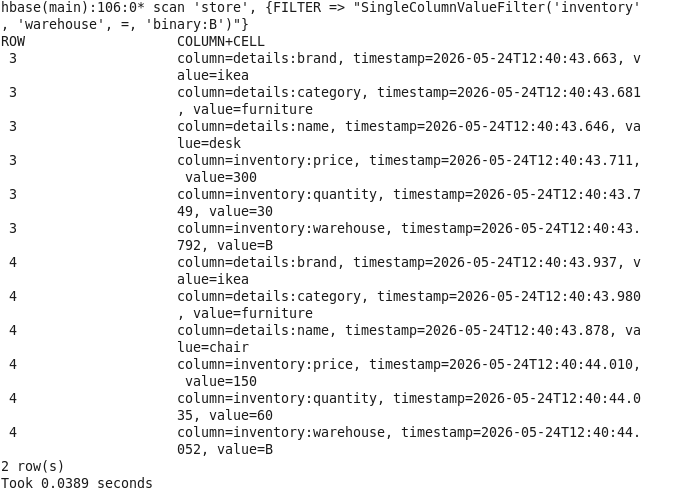 hbase(main):106:0* scan 'store', {FILTER => "SingleColumnValueFilter('inventory'
, 'warehouse', =, 'binary:B')"}
ROW                   COLUMN+CELL
 3                    column=details:brand, timestamp=2026-05-24T12:40:43.663, v
                      alue=ikea
 3                    column=details:category, timestamp=2026-05-24T12:40:43.681
                      , value=furniture
 3                    column=details:name, timestamp=2026-05-24T12:40:43.646, va
                      lue=desk
 3                    column=inventory:price, timestamp=2026-05-24T12:40:43.711,
                       value=300
 3                    column=inventory:quantity, timestamp=2026-05-24T12:40:43.7
                      49, value=30
 3                    column=inventory:warehouse, timestamp=2026-05-24T12:40:43.
                      792, value=B
 4                    column=details:brand, timestamp=2026-05-24T12:40:43.937, v
                      alue=ikea
 4                    column=details:category, timestamp=2026-05-24T12:40:43.980
                      , value=furniture
 4                    column=details:name, timestamp=2026-05-24T12:40:43.878, va
                      lue=chair
 4                    column=inventory:price, timestamp=2026-05-24T12:40:44.010,
                       value=150
 4                    column=inventory:quantity, timestamp=2026-05-24T12:40:44.0
                      35, value=60
 4                    column=inventory:warehouse, timestamp=2026-05-24T12:40:44.
                      052, value=B
2 row(s)
Took 0.0389 seconds